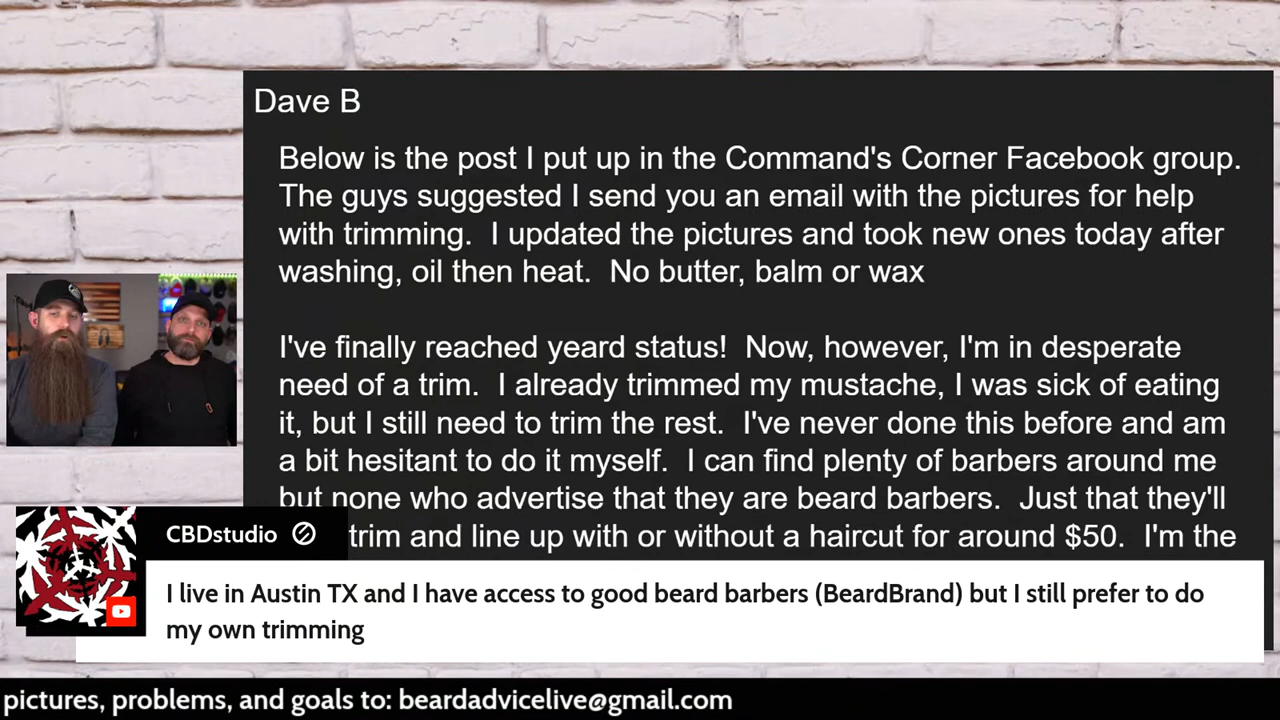 Dave B
Below is the post I put up in the Command's Corner Facebook group.
The guys suggested I send you an email with the pictures for help
with trimming.  I updated the pictures and took new ones today after
washing, oil then heat.  No butter, balm or wax
I've finally reached yeard status!  Now, however, I'm in desperate
need of a trim.  I already trimmed my mustache, I was sick of eating
it, but I still need to trim the rest.  I've never done this before and am
a bit hesitant to do it myself.  I can find plenty of barbers around me
but none who advertise that they are beard barbers.  Just that they'll
trim and line up with or without a haircut for around $50.  I'm the
CBDstudio
I live in Austin TX and I have access to good beard barbers (BeardBrand) but I still prefer to do
my own trimming
pictures, problems, and goals to: beardadvicelive@gmail.com